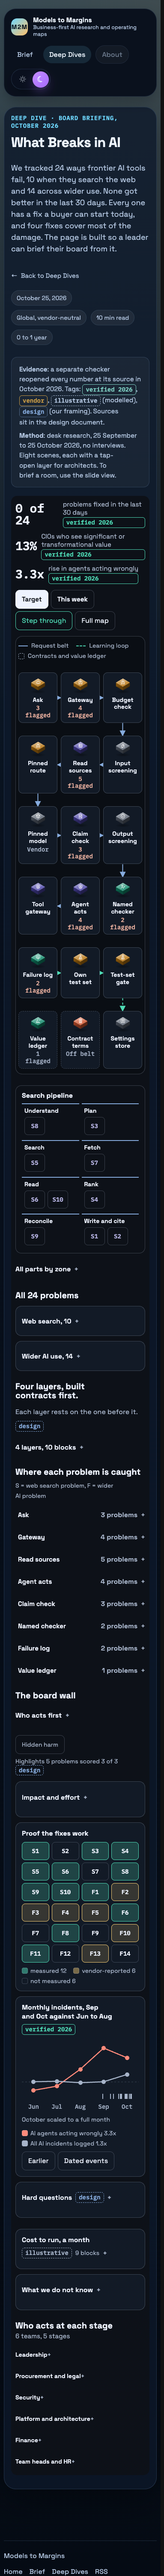 M2M
Models to Margins
Business-first AI research and operating
maps
Brief
Deep Dives
About
DEEP DIVE · BOARD BRIEFING,
OCTOBER 2026
What Breaks in AI
We tracked 24 ways frontier AI tools
fail, 10 when they search the web
and 14 across wider use. None got
better in the latest 30 days. Every one
has a fix a buyer can start today,
and four fixes cover most of the
damage. The page is built so a leader
can brief their board from it.
← Back to Deep Dives
October 25, 2026
Global, vendor-neutral
10 min read
0 to 1 year
Evidence: a separate checker
reopened every number at its source in
October 2026. Tags: verified 2026,
vendor, illustrative (modelled),
design (our framing). Sources
sit in the design document.
Method: desk research, 25 September
to 25 October 2026, no interviews.
Eight scenes, each with a tap-
open layer. To
brief a room, use the slide view.
0 of
24
problems fixed in the last
30 days
verified 2026
13%
CIOs who see significant or
transformational value
verified 2026
3.3x
rise in agents acting wrongly
verified 2026
Target
This week
Step through
Full map
Request belt
Learning loop
Contracts and value ledger
Ask
3
flagged
Gateway
4
flagged
Budget
check
Pinned
route
Read
sources
5
flagged
Input
screening
Pinned
model
Vendor
Claim
check
3
flagged
Output
screening
Tool
gateway
Agent
acts
4
flagged
Named
checker
2
flagged
Failure log
2
flagged
Own
test set
Test-set
gate
Value
ledger
1
flagged
Contract
terms
Off belt
Settings
store
Search pipeline
Understand
S8
Plan
S3
Search
S5
Fetch
S7
Read
S6
S10
Rank
S4
Reconcile
S9
Write and cite
S1
S2
All parts by zone +
All 24 problems
Web search, 10 +
Wider AI use, 14 +
Four layers, built
contracts first.
Each layer rests on the one before it.
design
4 layers, 10 blocks +
Where each problem is caught
S = web search problem, F = wider
AI problem
Ask
3 problems +
Gateway
4 problems +
Read sources
5 problems +
Agent acts
4 problems +
Claim check
3 problems +
Named checker
2 problems +
Failure log
2 problems +
Value ledger
1 problems +
The board wall
Who acts first +
Hidden harm
Highlights 5 problems scored 3 of 3
design
Impact and effort +
Proof the fixes work
S1
S2
S3
S4
S5
S6
S7
S8
S9
S10
F1
F2
F3
F4
F5
F6
F7
F8
F9
F10
F11
F12
F13
F14
measured 12
vendor-reported 6
not measured 6
Monthly incidents, Sep
and Oct against Jun to Aug
verified 2026
Jun
Jul
Aug
Sep
Oct
October scaled to a full month
AI agents acting wrongly 3.3x
All AI incidents logged 1.3x
Earlier
Dated events
Hard questions design +
Cost to run, a month
illustrative 9 blocks +
What we do not know +
Who acts at each stage
6 teams, 5 stages
Leadership+
Procurement and legal+
Security+
Platform and architecture+
Finance+
Team heads and HR+
Models to Margins
Home
Brief
Deep Dives
RSS